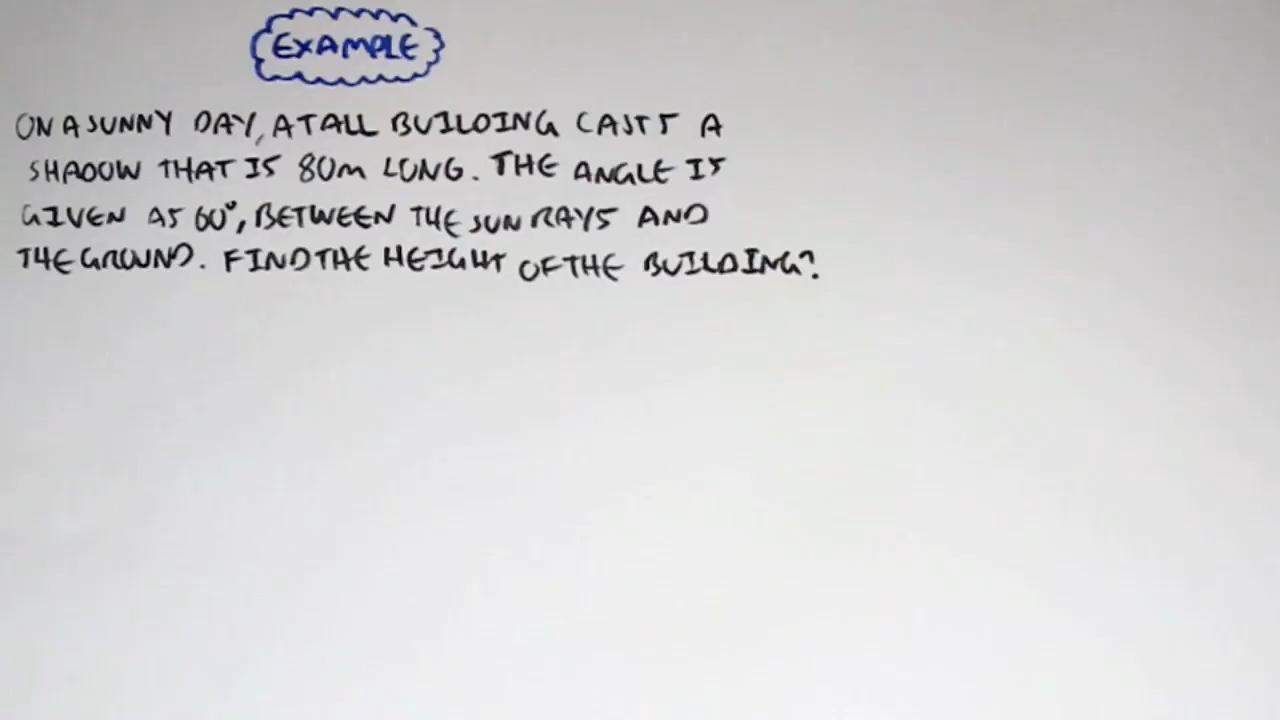 EXAMPLE
ON A SUNNY DAY, A TALL BUILDING CASTS A
SHADOW THAT IS 80m LONG. THE ANGLE IS
GIVEN AS 60°, BETWEEN THE SUN RAYS AND
THE GROUND. FIND THE HEIGHT OF THE BUILDING?